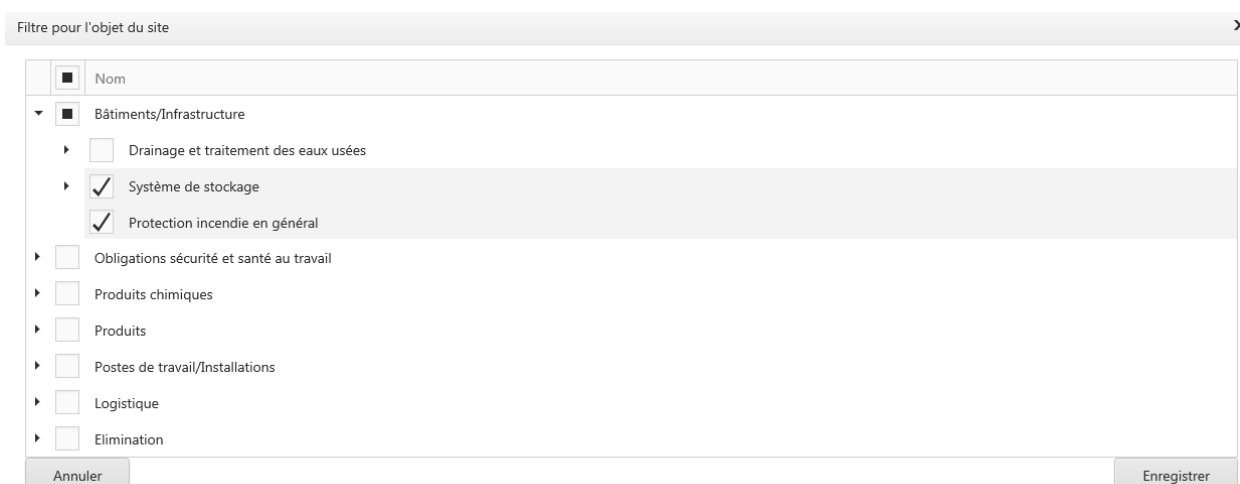 Filtre pour l'objet du site
Nom
Bâtiments/Infrastructure
Drainage et traitement des eaux usées
Système de stockage
Protection incendie en général
Obligations sécurité et santé au travail
Produits chimiques
Produits
Postes de travail/Installations
Logistique
Elimination
Annuler
Enregistrer